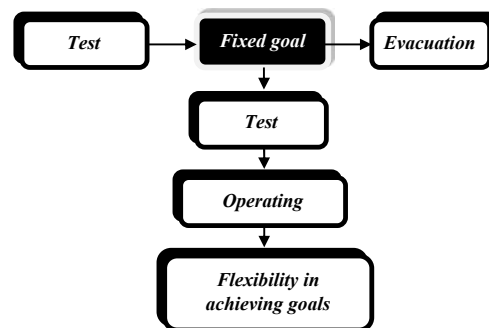 Test
Fixed goal
Evacuation
Test
Operating
Flexibility in
achieving goals